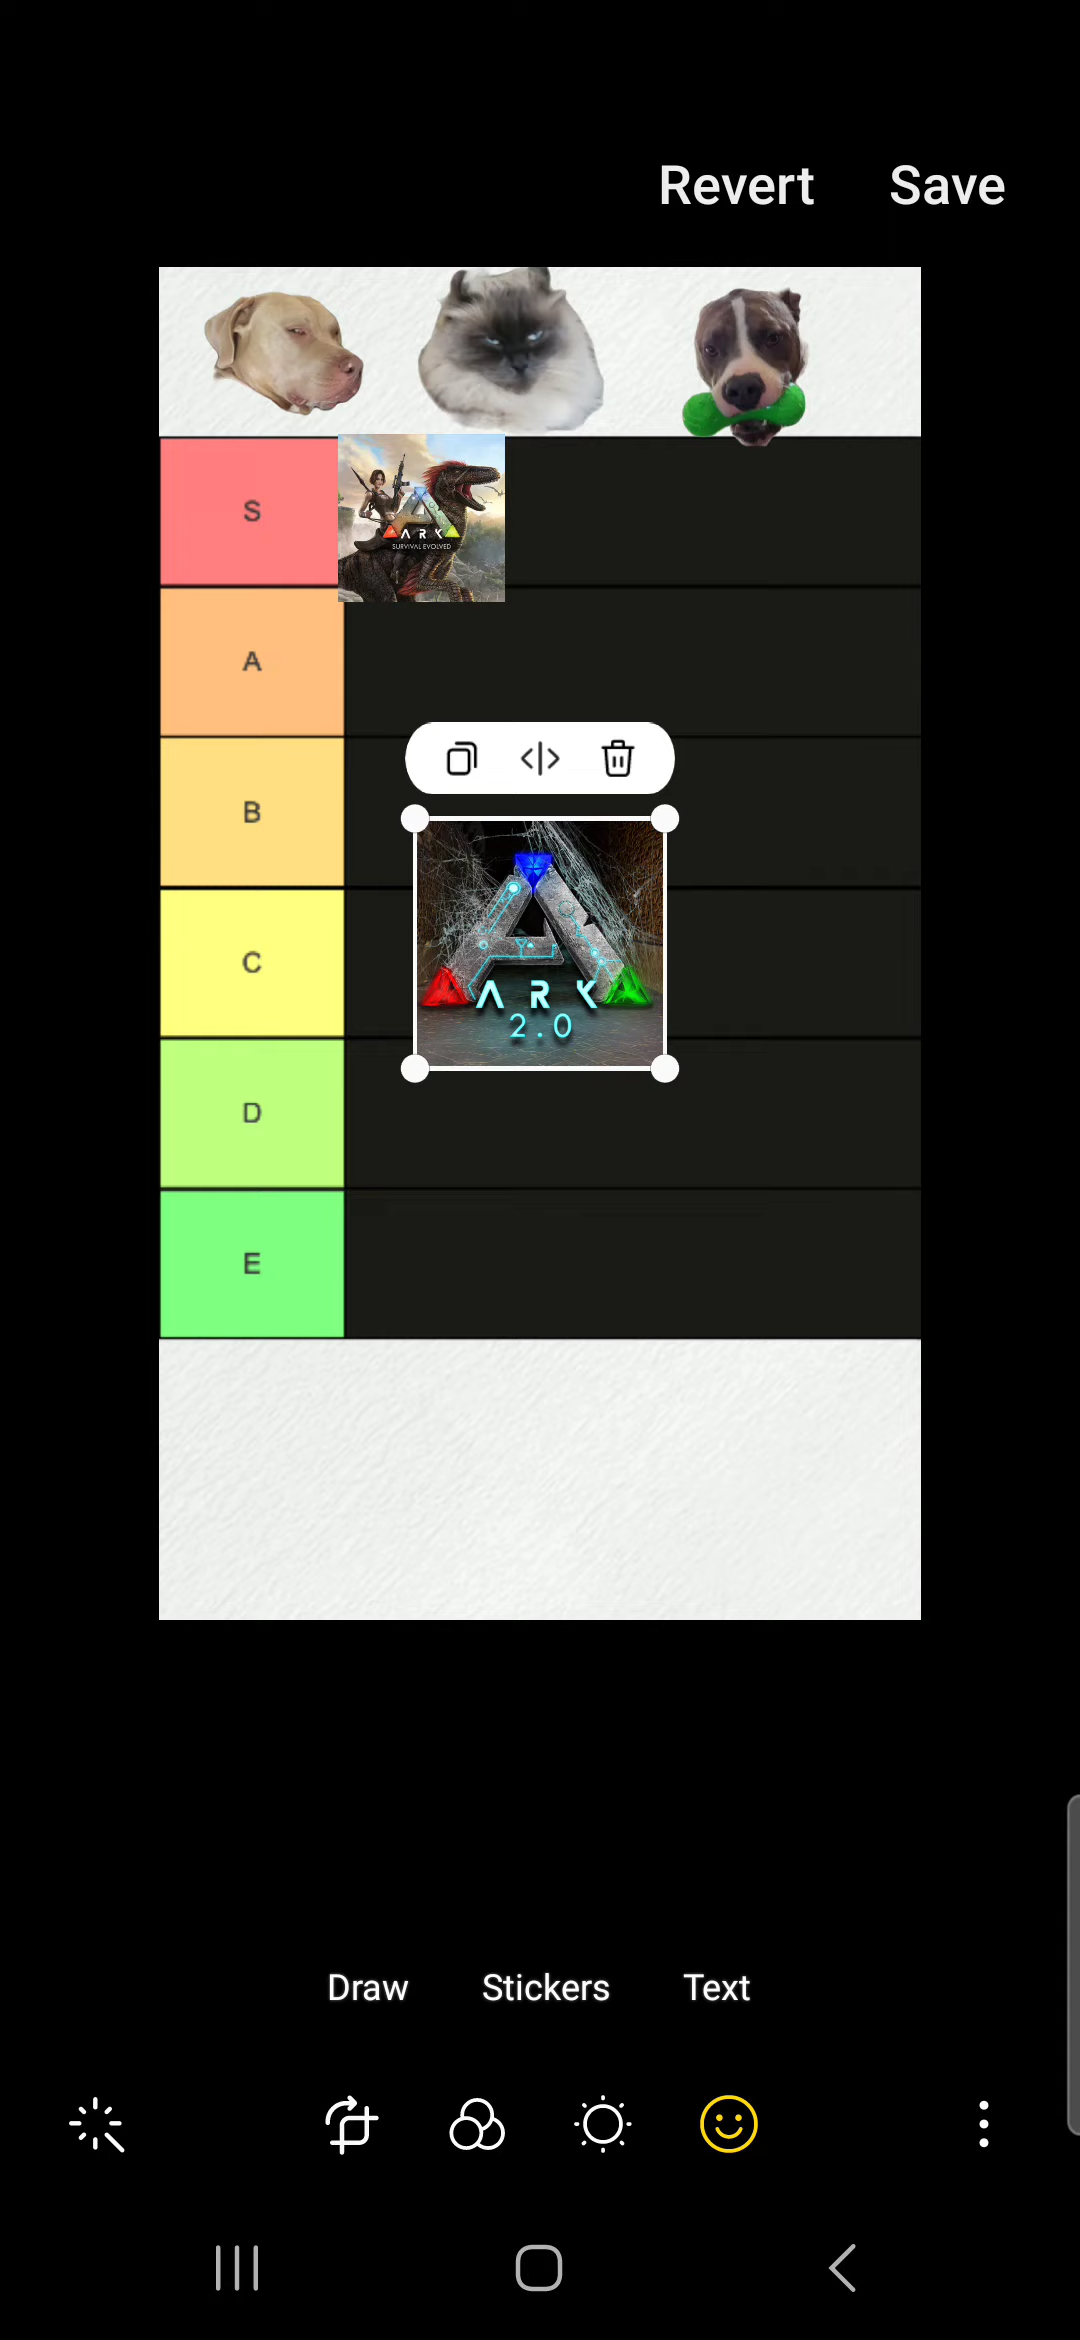 Revert Save
S
ARK
SURVIVAL EVOLVED
A
B
ARK
2.0
C
D
E
Draw Stickers Text